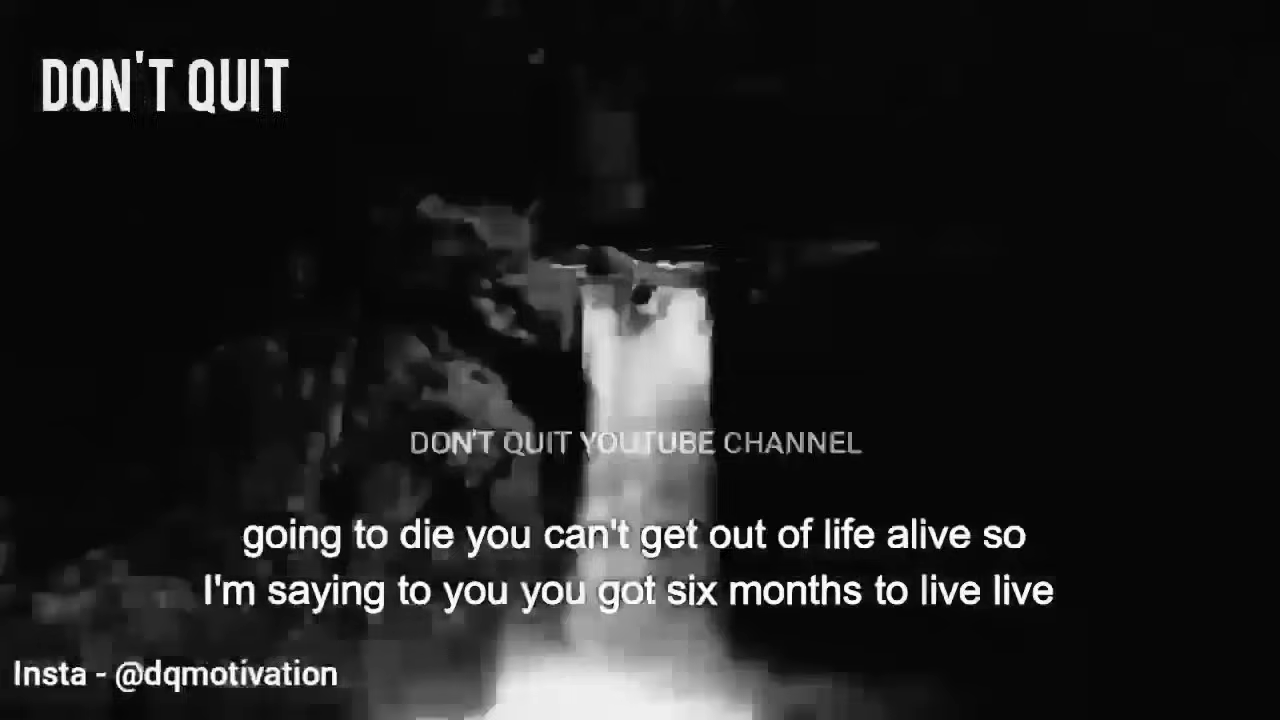 DON'T QUIT
DON'T QUIT YOUTUBE CHANNEL
going to die you can't get out of life alive so
I'm saying to you you got six months to live live
Insta - @dqmotivation